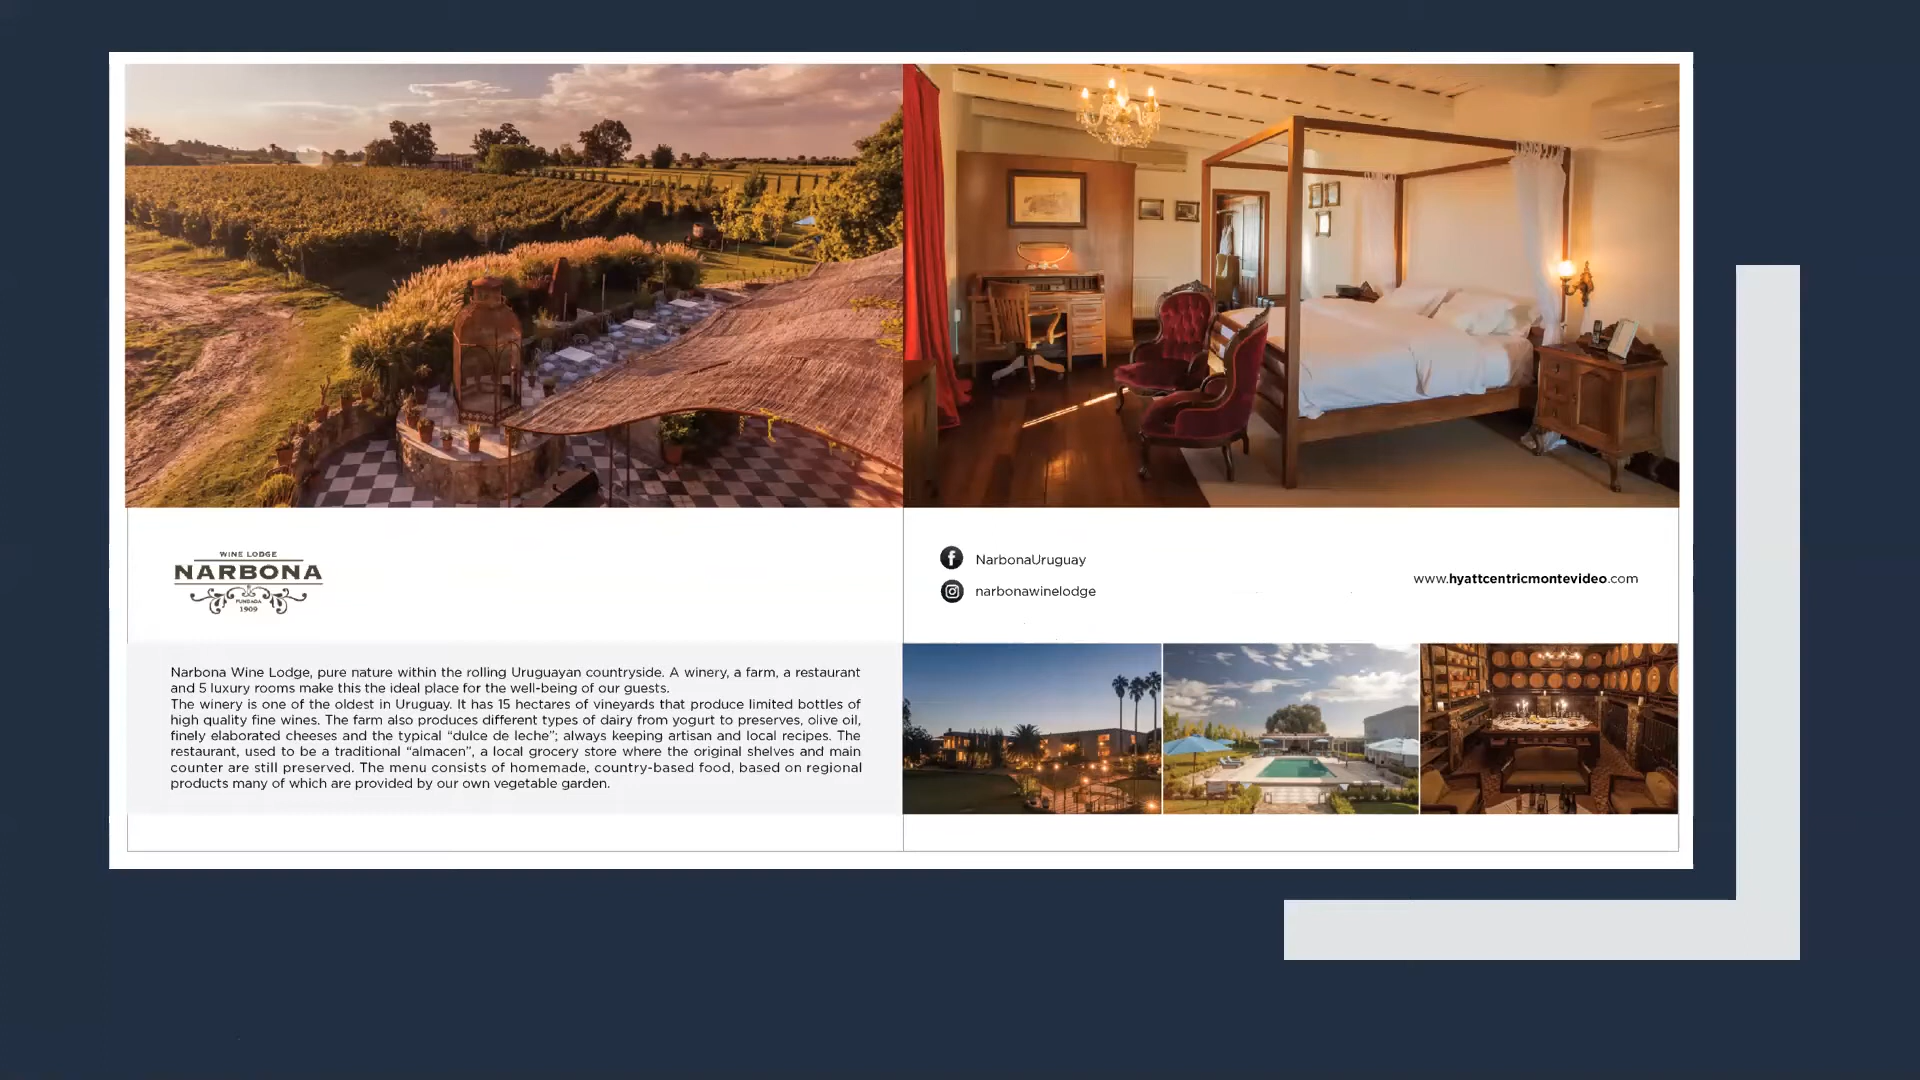 WINE LODGE
NARBONA
FUNDADA
1909
NarbonaUruguay
narbonawinelodge
www.hyattcentricmontevideo.com
Narbona Wine Lodge, pure nature within the rolling Uruguayan countryside. A winery, a farm, a restaurant
and 5 luxury rooms make this the ideal place for the well-being of our guests.
The winery is one of the oldest in Uruguay. It has 15 hectares of vineyards that produce limited bottles of
high quality fine wines. The farm also produces different types of dairy from yogurt to preserves, olive oil,
finely elaborated cheeses and the typical “dulce de leche”; always keeping artisan and local recipes. The
restaurant, used to be a traditional “almacen”, a local grocery store where the original shelves and main
counter are still preserved. The menu consists of homemade, country-based food, based on regional
products many of which are provided by our own vegetable garden.